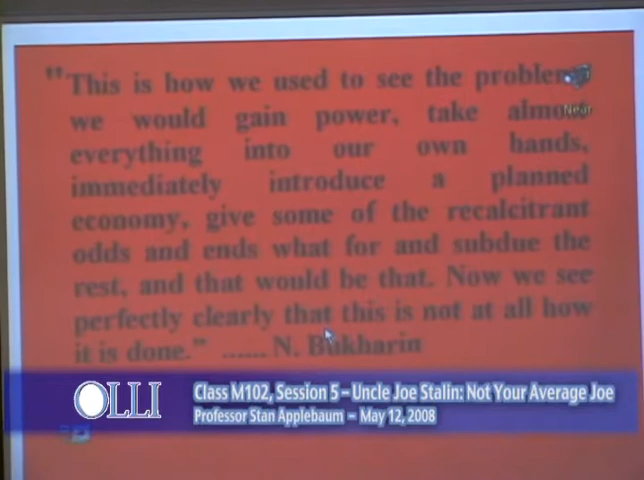 "This is how we used to see the problem
we would gain power, take almost
everything into our own hands,
immediately introduce a planned
economy, give some of the recalcitrant
odds and ends what for and subdue the
rest, and that would be that. Now we see
perfectly clearly that this is not at all how
it is done." ...... N. Bukharin
Near
OLLI
Class M102, Session 5 – Uncle Joe Stalin: Not Your Average Joe
Professor Stan Applebaum – May 12, 2008